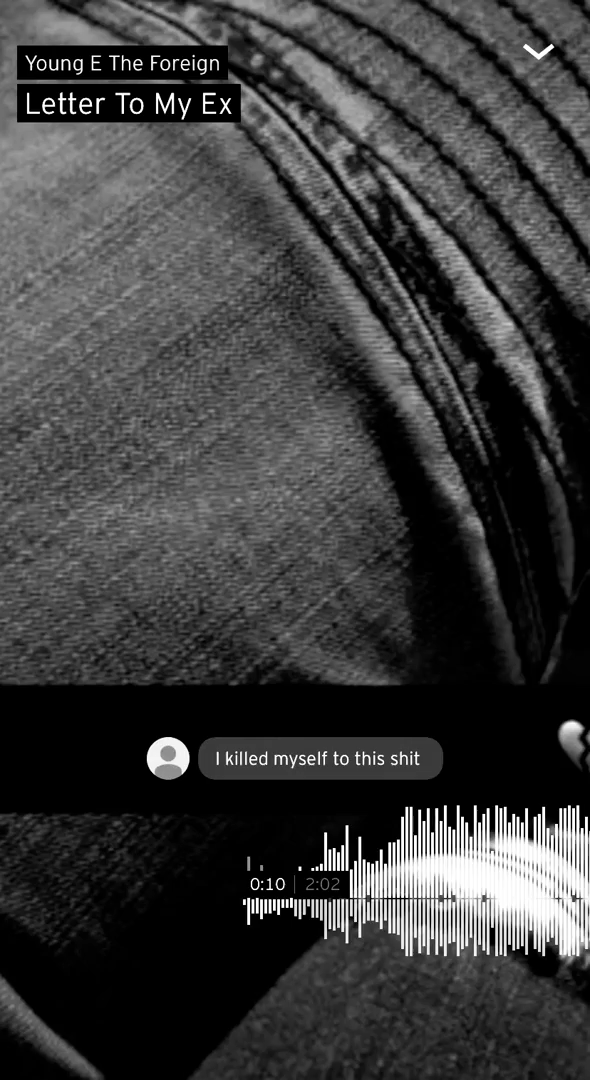 Young E The Foreign
Letter To My Ex
I killed myself to this shit
0:10 | 2:02